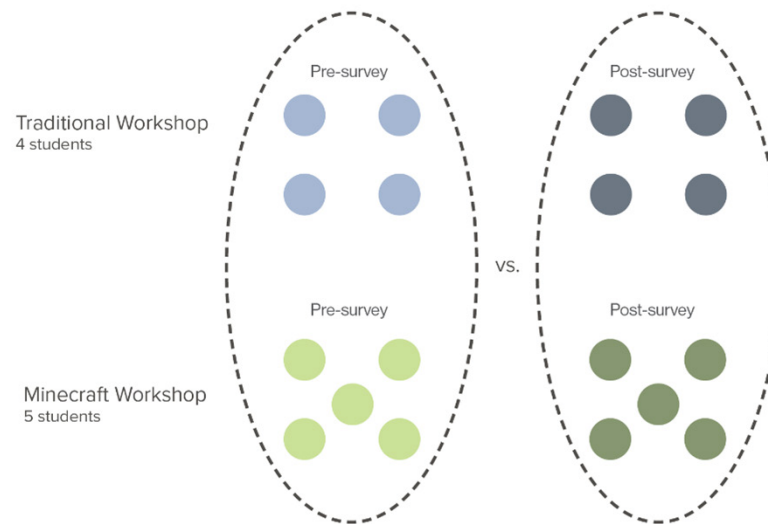 Pre-survey
Post-survey
Traditional Workshop
4 students
vs.
Pre-survey
Post-survey
Minecraft Workshop
5 students